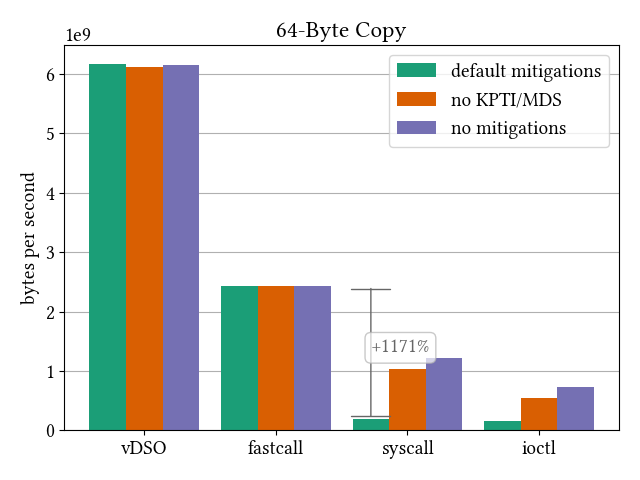 64-Byte Copy
1e9
bytes per second
6
5
4
3
2
1
0
default mitigations
no KPTI/MDS
no mitigations
+1171%
vDSO
fastcall
syscall
ioctl